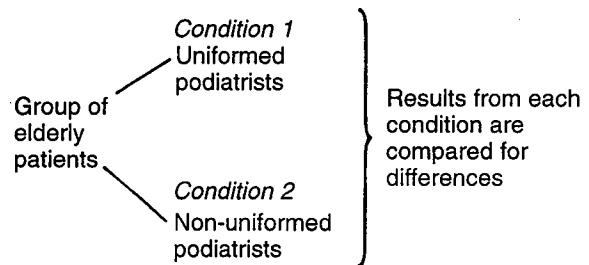 Condition 1
Uniformed
podiatrists
Group of
elderly
patients
Condition 2
Non-uniformed
podiatrists
Results from each
condition are
compared for
differences